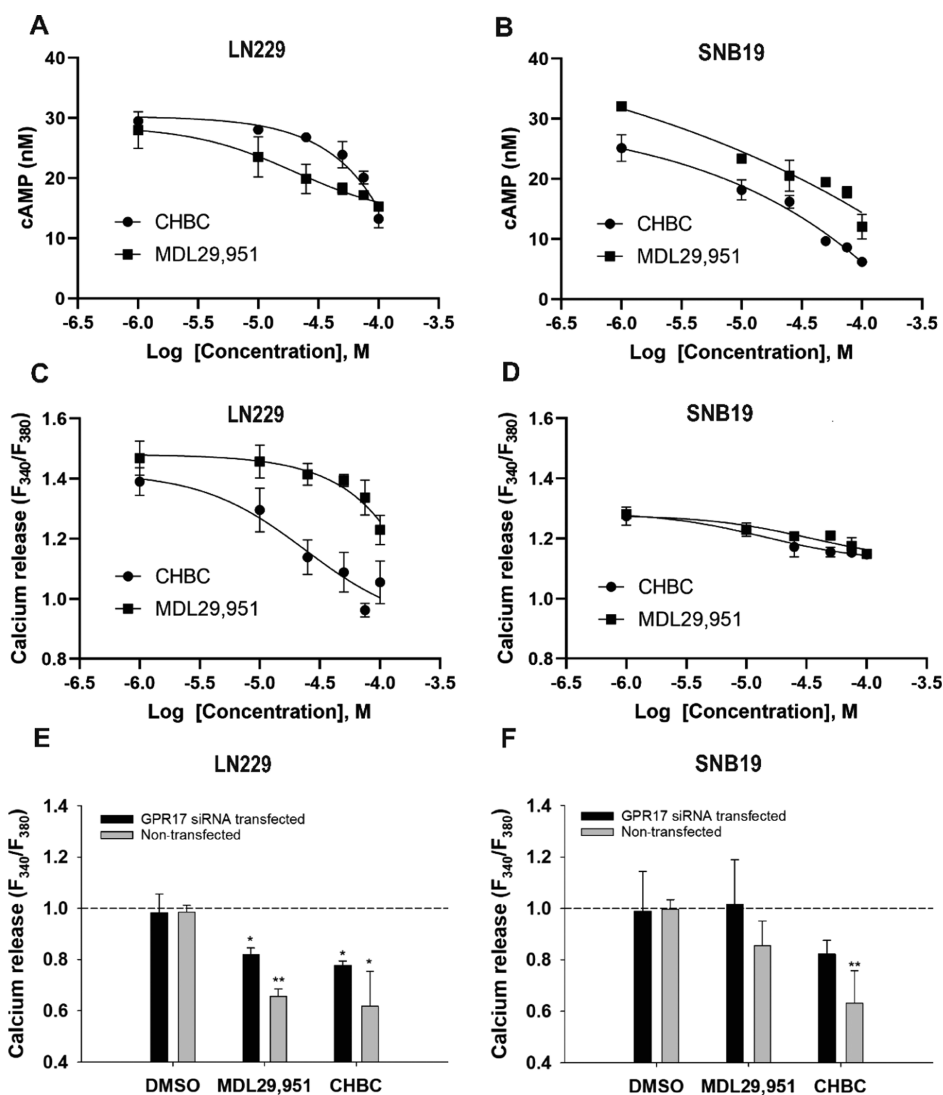 A
LN229
cAMP (nM)
40
30
20
10
0
CHBC
MDL29,951
-6.5 -6.0 -5.5 -5.0 -4.5 -4.0 -3.5
Log [Concentration], M
B
SNB19
cAMP (nM)
40
30
20
10
0
CHBC
MDL29,951
-6.5 -6.0 -5.5 -5.0 -4.5 -4.0 -3.5
Log [Concentration], M
C
LN229
Calcium release (F340/F380)
1.6
1.4
1.2
1.0
0.8
CHBC
MDL29,951
-6.5 -6.0 -5.5 -5.0 -4.5 -4.0 -3.5
Log [Concentration], M
D
SNB19
Calcium release (F340/F380)
1.6
1.4
1.2
1.0
0.8
CHBC
MDL29,951
-6.5 -6.0 -5.5 -5.0 -4.5 -4.0 -3.5
Log [Concentration], M
E
LN229
Calcium release (F340/F380)
1.4
1.2
1.0
0.8
0.6
0.4
GPR17 siRNA transfected
Non-transfected
* ** * *
DMSO MDL29,951 CHBC
F
SNB19
Calcium release (F340/F380)
1.4
1.2
1.0
0.8
0.6
0.4
GPR17 siRNA transfected
Non-transfected
**
DMSO MDL29,951 CHBC